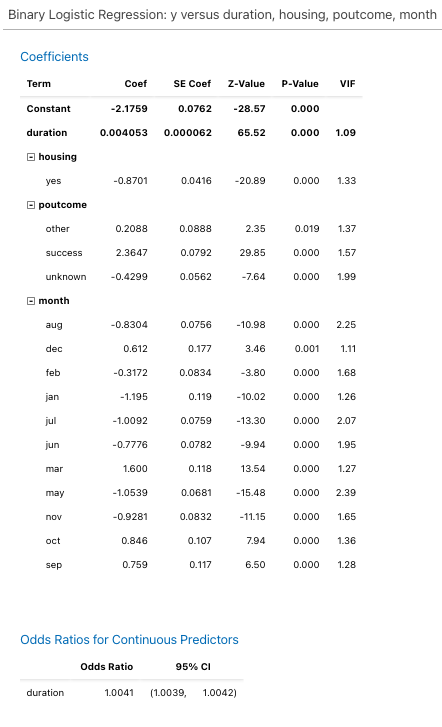 Binary Logistic Regression: y versus duration, housing, poutcome, month
Coefficients
Term Coef SE Coef Z-Value P-Value VIF
Constant -2.1759 0.0762 -28.57 0.000
duration 0.004053 0.000062 65.52 0.000 1.09
housing
yes -0.8701 0.0416 -20.89 0.000 1.33
poutcome
other 0.2088 0.0888 2.35 0.019 1.37
success 2.3647 0.0792 29.85 0.000 1.57
unknown -0.4299 0.0562 -7.64 0.000 1.99
month
aug -0.8304 0.0756 -10.98 0.000 2.25
dec 0.612 0.177 3.46 0.001 1.11
feb -0.3172 0.0834 -3.80 0.000 1.68
jan -1.195 0.119 -10.02 0.000 1.26
jul -1.0092 0.0759 -13.30 0.000 2.07
jun -0.7776 0.0782 -9.94 0.000 1.95
mar 1.600 0.118 13.54 0.000 1.27
may -1.0539 0.0681 -15.48 0.000 2.39
nov -0.9281 0.0832 -11.15 0.000 1.65
oct 0.846 0.107 7.94 0.000 1.36
sep 0.759 0.117 6.50 0.000 1.28
Odds Ratios for Continuous Predictors
Odds Ratio 95% CI
duration 1.0041 (1.0039, 1.0042)